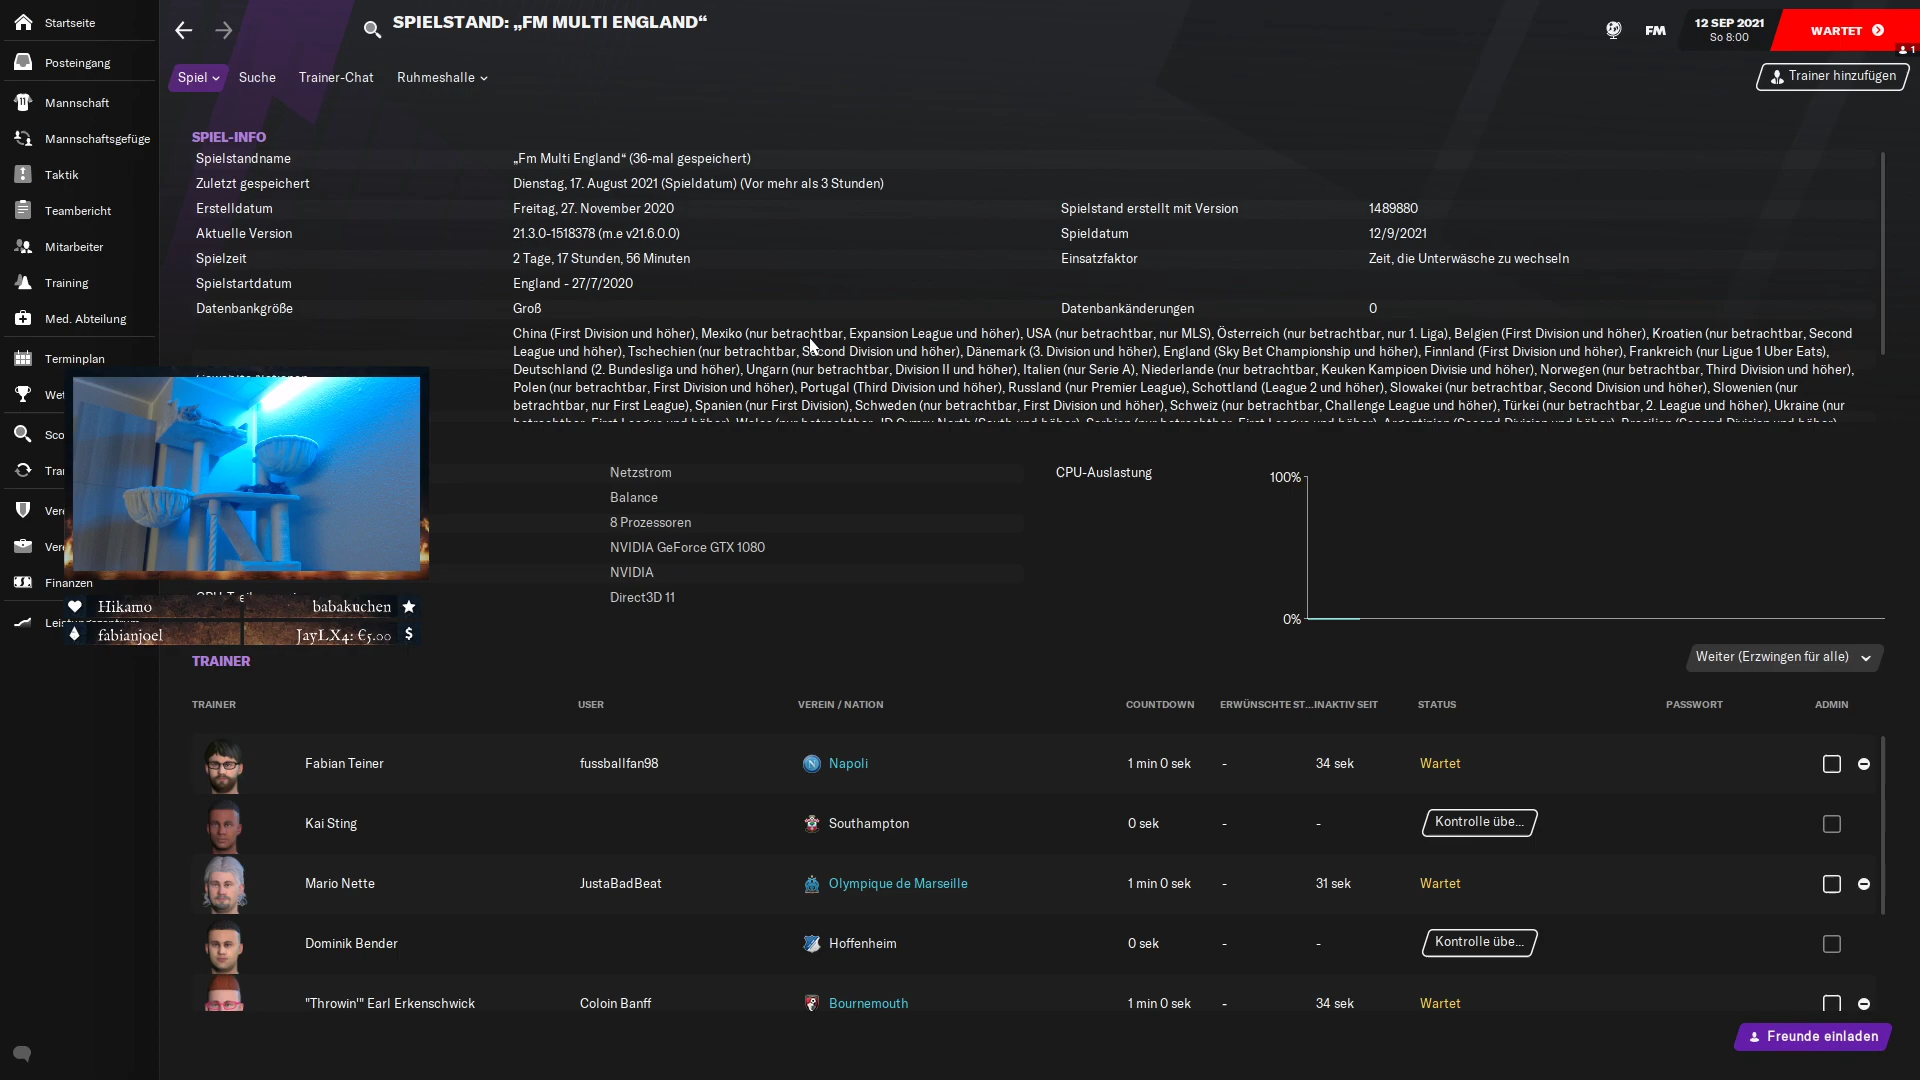 Startseite
Posteingang
Mannschaft
Mannschaftsgefüge
Taktik
Teambericht
Mitarbeiter
Training
Med. Abteilung
Terminplan
Finanzen
SPIELSTAND: „FM MULTI ENGLAND“
FM
12 SEP 2021
So 8:00
WARTET
1
Spiel
Suche
Trainer-Chat
Ruhmeshalle
Trainer hinzufügen
SPIEL-INFO
Spielstandname „Fm Multi England“ (36-mal gespeichert)
Zuletzt gespeichert Dienstag, 17. August 2021 (Spieldatum) (Vor mehr als 3 Stunden)
Erstelldatum Freitag, 27. November 2020 Spielstand erstellt mit Version 1489880
Aktuelle Version 21.3.0-1518378 (m.e v21.6.0.0) Spieldatum 12/9/2021
Spielzeit 2 Tage, 17 Stunden, 56 Minuten Einsatzfaktor Zeit, die Unterwäsche zu wechseln
Spielstartdatum England - 27/7/2020
Datenbankgröße Groß Datenbankänderungen 0
China (First Division und höher), Mexiko (nur betrachtbar, Expansion League und höher), USA (nur betrachtbar, nur MLS), Österreich (nur betrachtbar, nur 1. Liga), Belgien (First Division und höher), Kroatien (nur betrachtbar, Second
League und höher), Tschechien (nur betrachtbar, Second Division und höher), Dänemark (3. Division und höher), England (Sky Bet Championship und höher), Finnland (First Division und höher), Frankreich (nur Ligue 1 Uber Eats),
Deutschland (2. Bundesliga und höher), Ungarn (nur betrachtbar, Division II und höher), Italien (nur Serie A), Niederlande (nur betrachtbar, Keuken Kampioen Divisie und höher), Norwegen (nur betrachtbar, Third Division und höher),
Polen (nur betrachtbar, First Division und höher), Portugal (Third Division und höher), Russland (nur Premier League), Schottland (League 2 und höher), Slowakei (nur betrachtbar, Second Division und höher), Slowenien (nur
betrachtbar, nur First League), Spanien (nur First Division), Schweden (nur betrachtbar, First Division und höher), Schweiz (nur betrachtbar, Challenge League und höher), Türkei (nur betrachtbar, 2. League und höher), Ukraine (nur
Netzstrom
Balance
8 Prozessoren
NVIDIA GeForce GTX 1080
NVIDIA
Direct3D 11
CPU-Auslastung
100%
0%
Hikamo babakuchen
fabianjoel JayLX4: €5.00
TRAINER
Weiter (Erzwingen für alle)
TRAINER USER VEREIN / NATION COUNTDOWN ERWÜNSCHTE ST... INAKTIV SEIT STATUS PASSWORT ADMIN
Fabian Teiner fussballfan98 Napoli 1 min 0 sek - 34 sek Wartet
Kai Sting Southampton 0 sek - - Kontrolle übe...
Mario Nette JustaBadBeat Olympique de Marseille 1 min 0 sek - 31 sek Wartet
Dominik Bender Hoffenheim 0 sek - - Kontrolle übe...
"Throwin'" Earl Erkenschwick Coloin Banff Bournemouth 1 min 0 sek - 34 sek Wartet
Freunde einladen